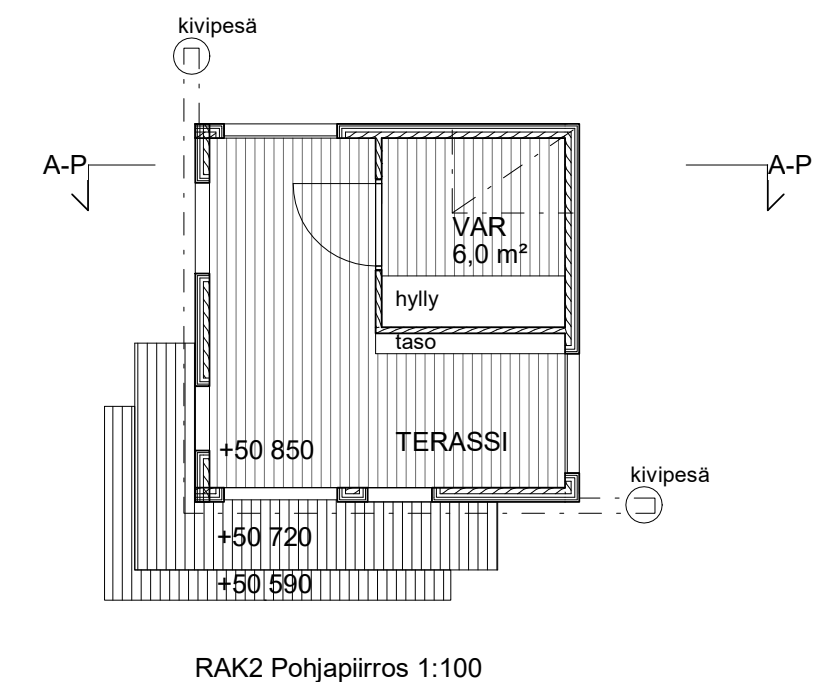 kivipesä
A-P
A-P
VAR
6,0 m²
hylly
taso
TERASSI
+50 850
kivipesä
+50 720
+50 590
RAK2 Pohjapiirros 1:100